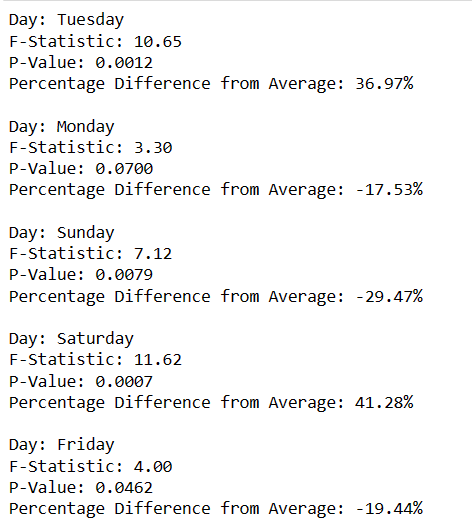 Day: Tuesday
F-Statistic: 10.65
P-Value: 0.0012
Percentage Difference from Average: 36.97%
Day: Monday
F-Statistic: 3.30
P-Value: 0.0700
Percentage Difference from Average: -17.53%
Day: Sunday
F-Statistic: 7.12
P-Value: 0.0079
Percentage Difference from Average: -29.47%
Day: Saturday
F-Statistic: 11.62
P-Value: 0.0007
Percentage Difference from Average: 41.28%
Day: Friday
F-Statistic: 4.00
P-Value: 0.0462
Percentage Difference from Average: -19.44%